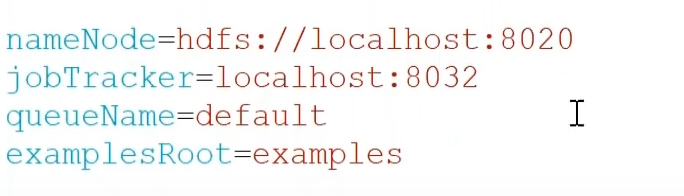 nameNode=hdfs://localhost:8020
jobTracker=localhost:8032
queueName=default
examplesRoot=examples